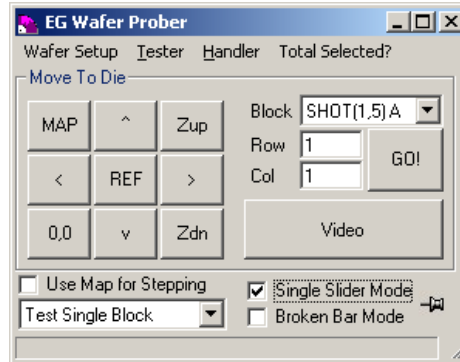 EG Wafer Prober
Wafer Setup Tester Handler Total Selected?
Move To Die
MAP ^ Zup
Block SHOT(1,5) A
Row 1
Col 1
GO!
< REF >
0,0 v Zdn
Video
Use Map for Stepping
Test Single Block
Single Slider Mode
Broken Bar Mode